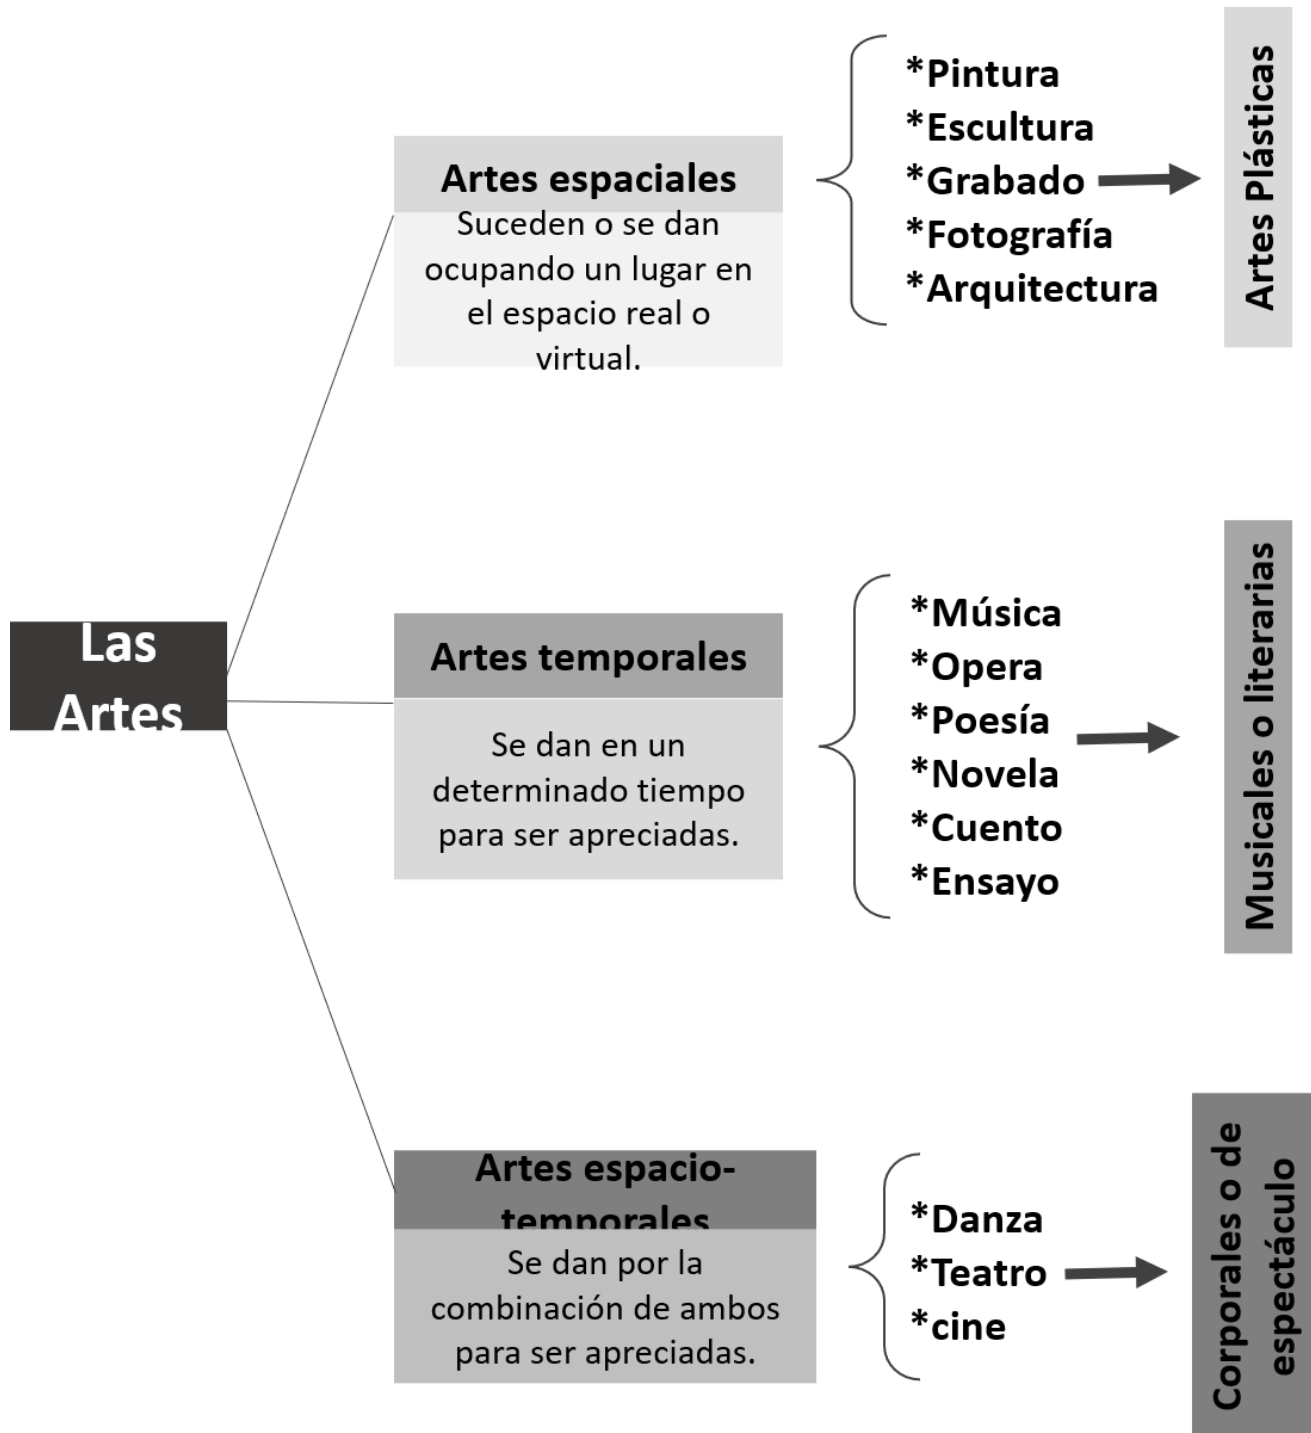 Las
Artes
Artes espaciales
Suceden o se dan
ocupando un lugar en
el espacio real o
virtual.
*Pintura
*Escultura
*Grabado
*Fotografía
*Arquitectura
Artes Plásticas
Artes temporales
Se dan en un
determinado tiempo
para ser apreciadas.
*Música
*Opera
*Poesía
*Novela
*Cuento
*Ensayo
Musicales o literarias
Artes espacio-
temporales
Se dan por la
combinación de ambos
para ser apreciadas.
*Danza
*Teatro
*cine
Corporales o de
espectáculo